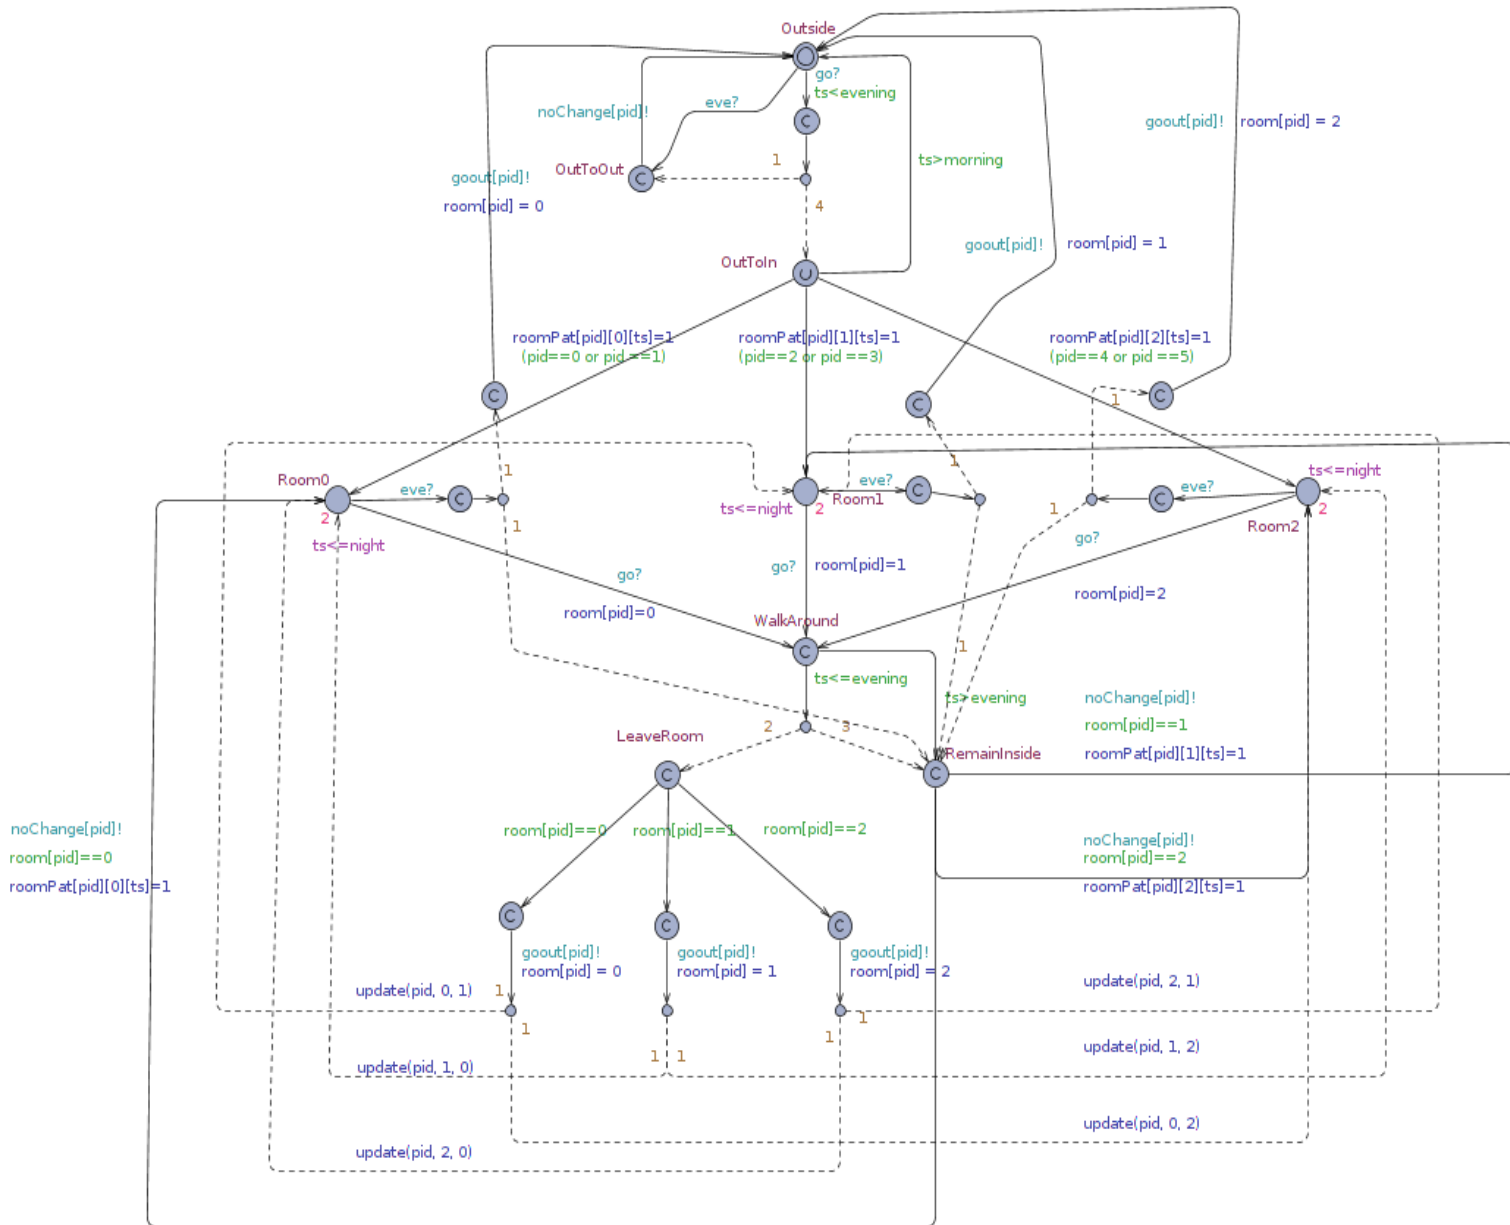 Outside
go?
ts<evening
eve?
noChange[pid]!
C
1
OutToOut
C
4
ts>morning
goout[pid]!
room[pid] = 0
goout[pid]!
room[pid] = 2
goout[pid]!
room[pid] = 1
OutToIn
U
roomPat[pid][0][ts]=1
(pid==0 or pid ==1)
roomPat[pid][1][ts]=1
(pid==2 or pid ==3)
roomPat[pid][2][ts]=1
(pid==4 or pid ==5)
C
C
C
1
1
1
Room0
eve?
C
2
ts<=night
1
ts<=night
2
Room1
eve?
C
1
eve?
C
ts<=night
Room2
2
go?
room[pid]=0
go?
room[pid]=1
go?
room[pid]=2
WalkAround
C
ts<=evening
1
ts>evening
2
3
LeaveRoom
C
RemainInside
C
noChange[pid]!
room[pid]==1
roomPat[pid][1][ts]=1
noChange[pid]!
room[pid]==0
roomPat[pid][0][ts]=1
room[pid]==0
room[pid]==1
room[pid]==2
noChange[pid]!
room[pid]==2
roomPat[pid][2][ts]=1
C
C
C
goout[pid]!
room[pid] = 0
goout[pid]!
room[pid] = 1
goout[pid]!
room[pid] = 2
update(pid, 0, 1)
1
1
1
1
update(pid, 2, 1)
update(pid, 1, 0)
1
1
update(pid, 1, 2)
update(pid, 0, 2)
update(pid, 2, 0)